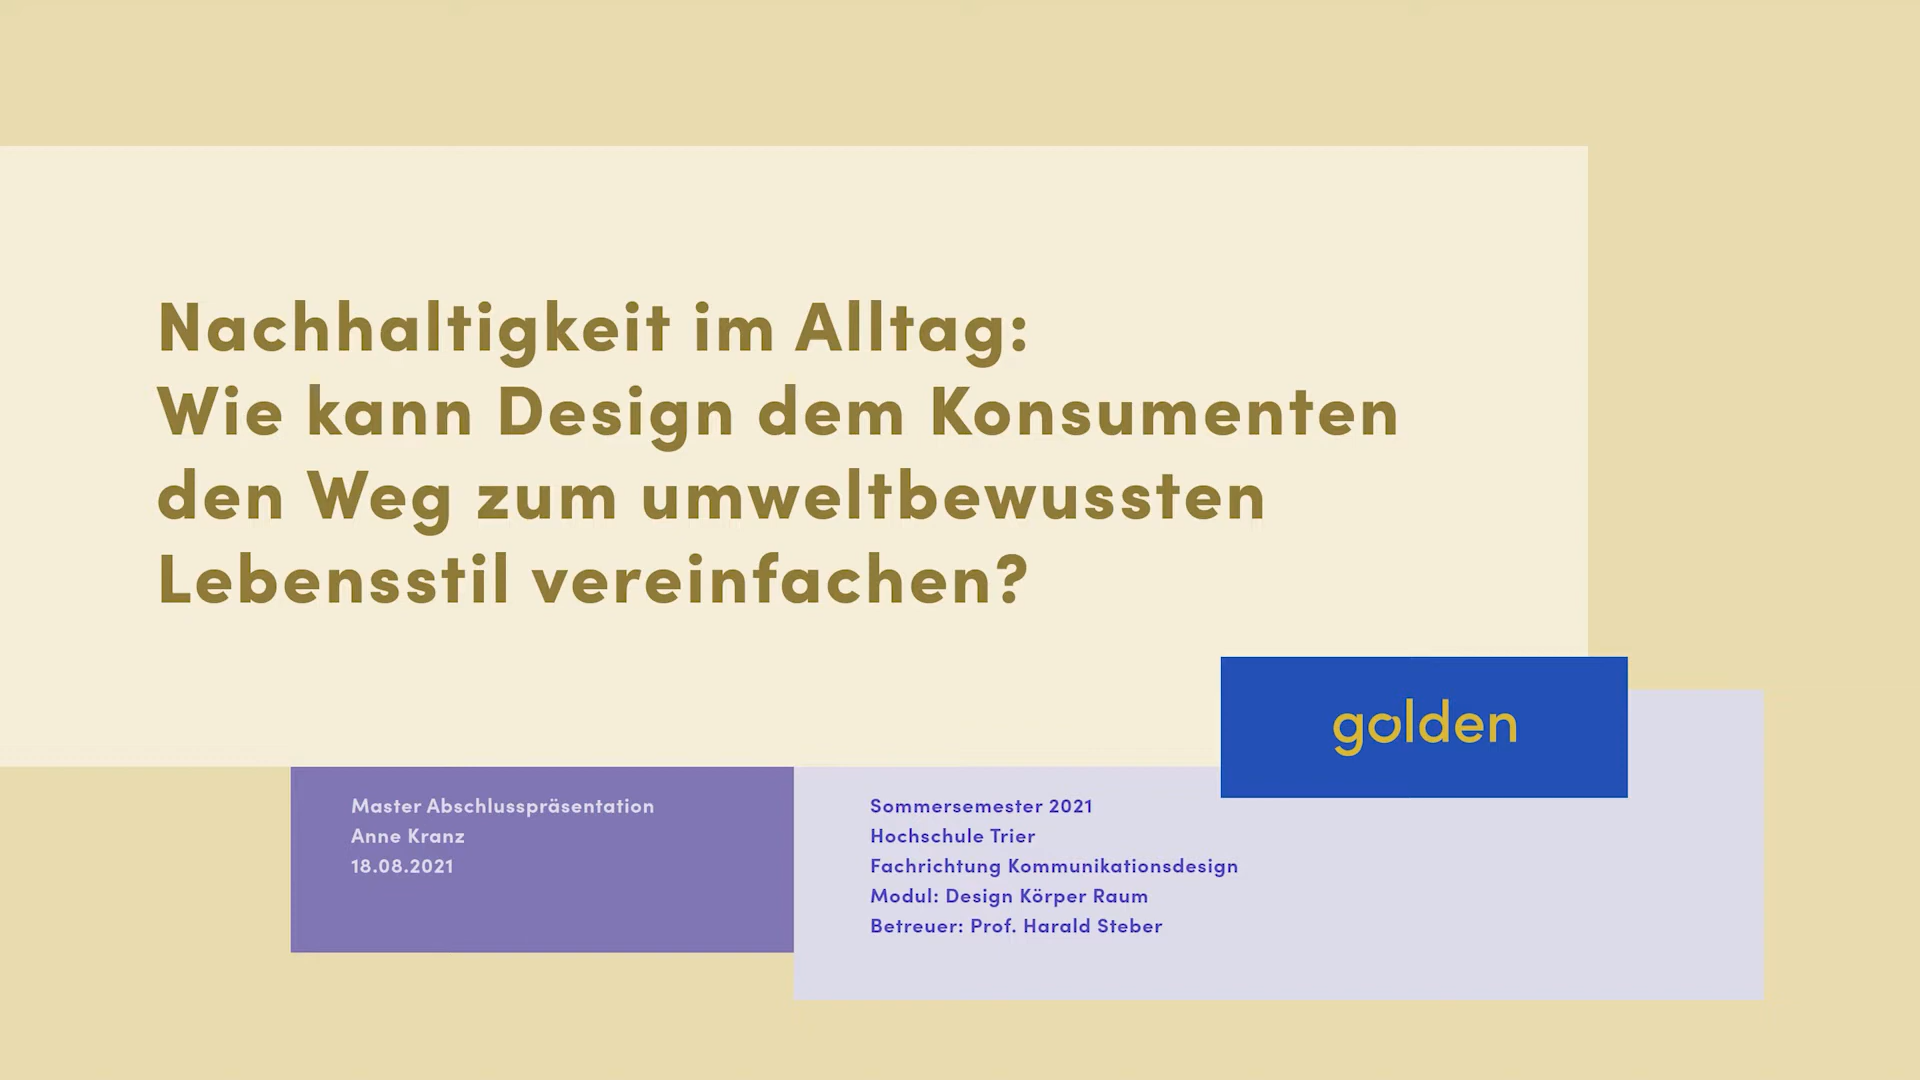 Nachhaltigkeit im Alltag:
Wie kann Design dem Konsumenten
den Weg zum umweltbewussten
Lebensstil vereinfachen?
golden
Master Abschlusspräsentation
Anne Kranz
18.08.2021
Sommersemester 2021
Hochschule Trier
Fachrichtung Kommunikationsdesign
Modul: Design Körper Raum
Betreuer: Prof. Harald Steber